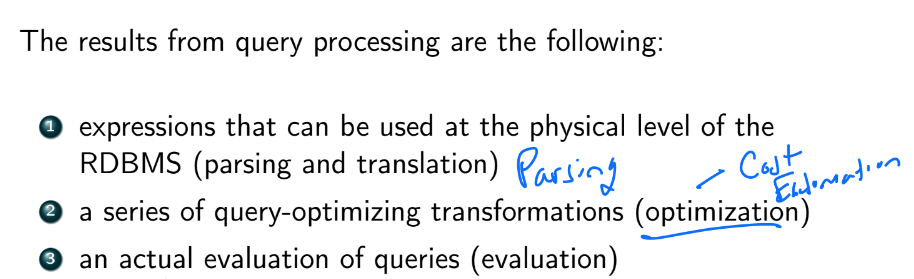 The results from query processing are the following:
1 expressions that can be used at the physical level of the
RDBMS (parsing and translation) Parsing
Cost
Estimation
2 a series of query-optimizing transformations (optimization)
3 an actual evaluation of queries (evaluation)